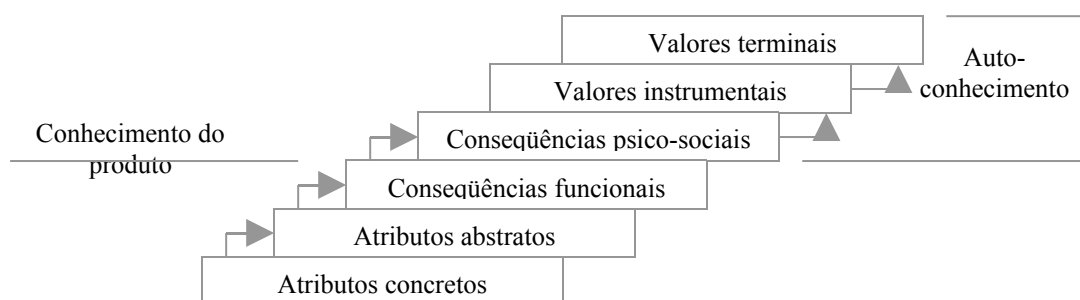 Valores terminais
Auto-
conhecimento
Valores instrumentais
Conhecimento do
produto
Conseqüências psico-sociais
Conseqüências funcionais
Atributos abstratos
Atributos concretos